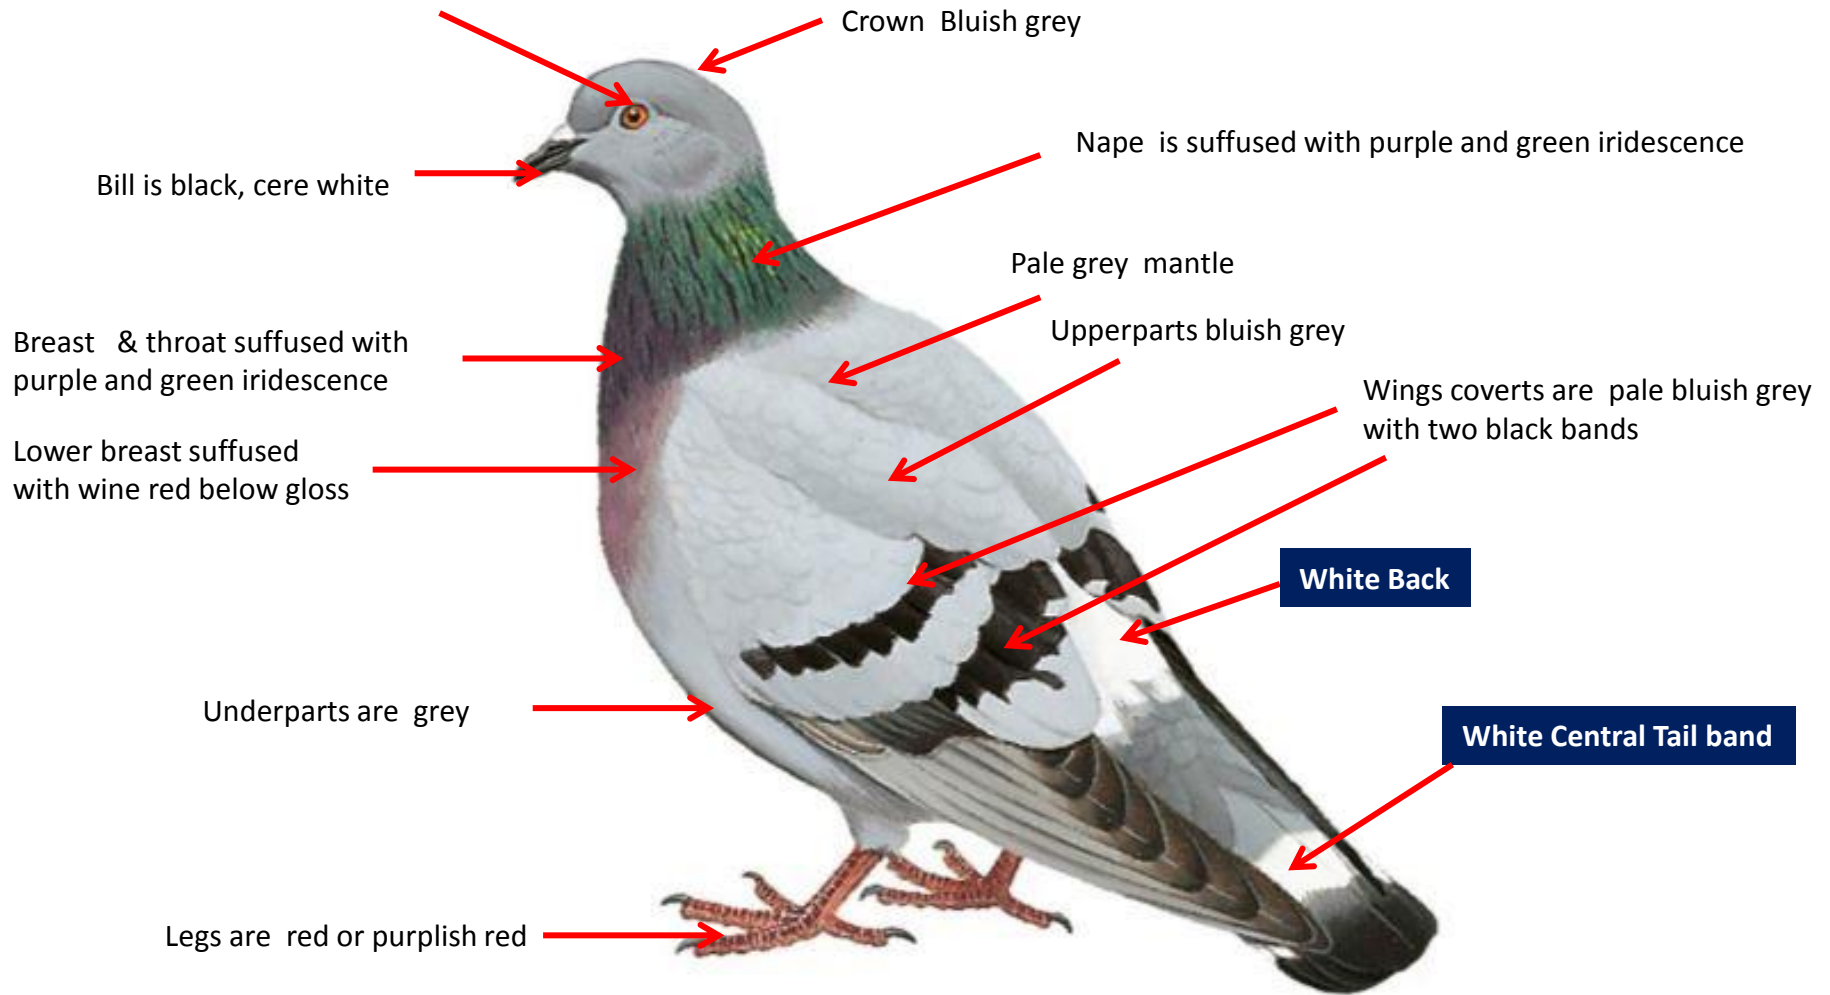 Crown  Bluish grey
Nape  is suffused with purple and green iridescence
Bill is black, cere white
Pale grey  mantle
Upperparts bluish grey
Breast   & throat suffused with
purple and green iridescence
Wings coverts are  pale bluish grey
with two black bands
Lower breast suffused
with wine red below gloss
White Back
Underparts are  grey
White Central Tail band
Legs are  red or purplish red